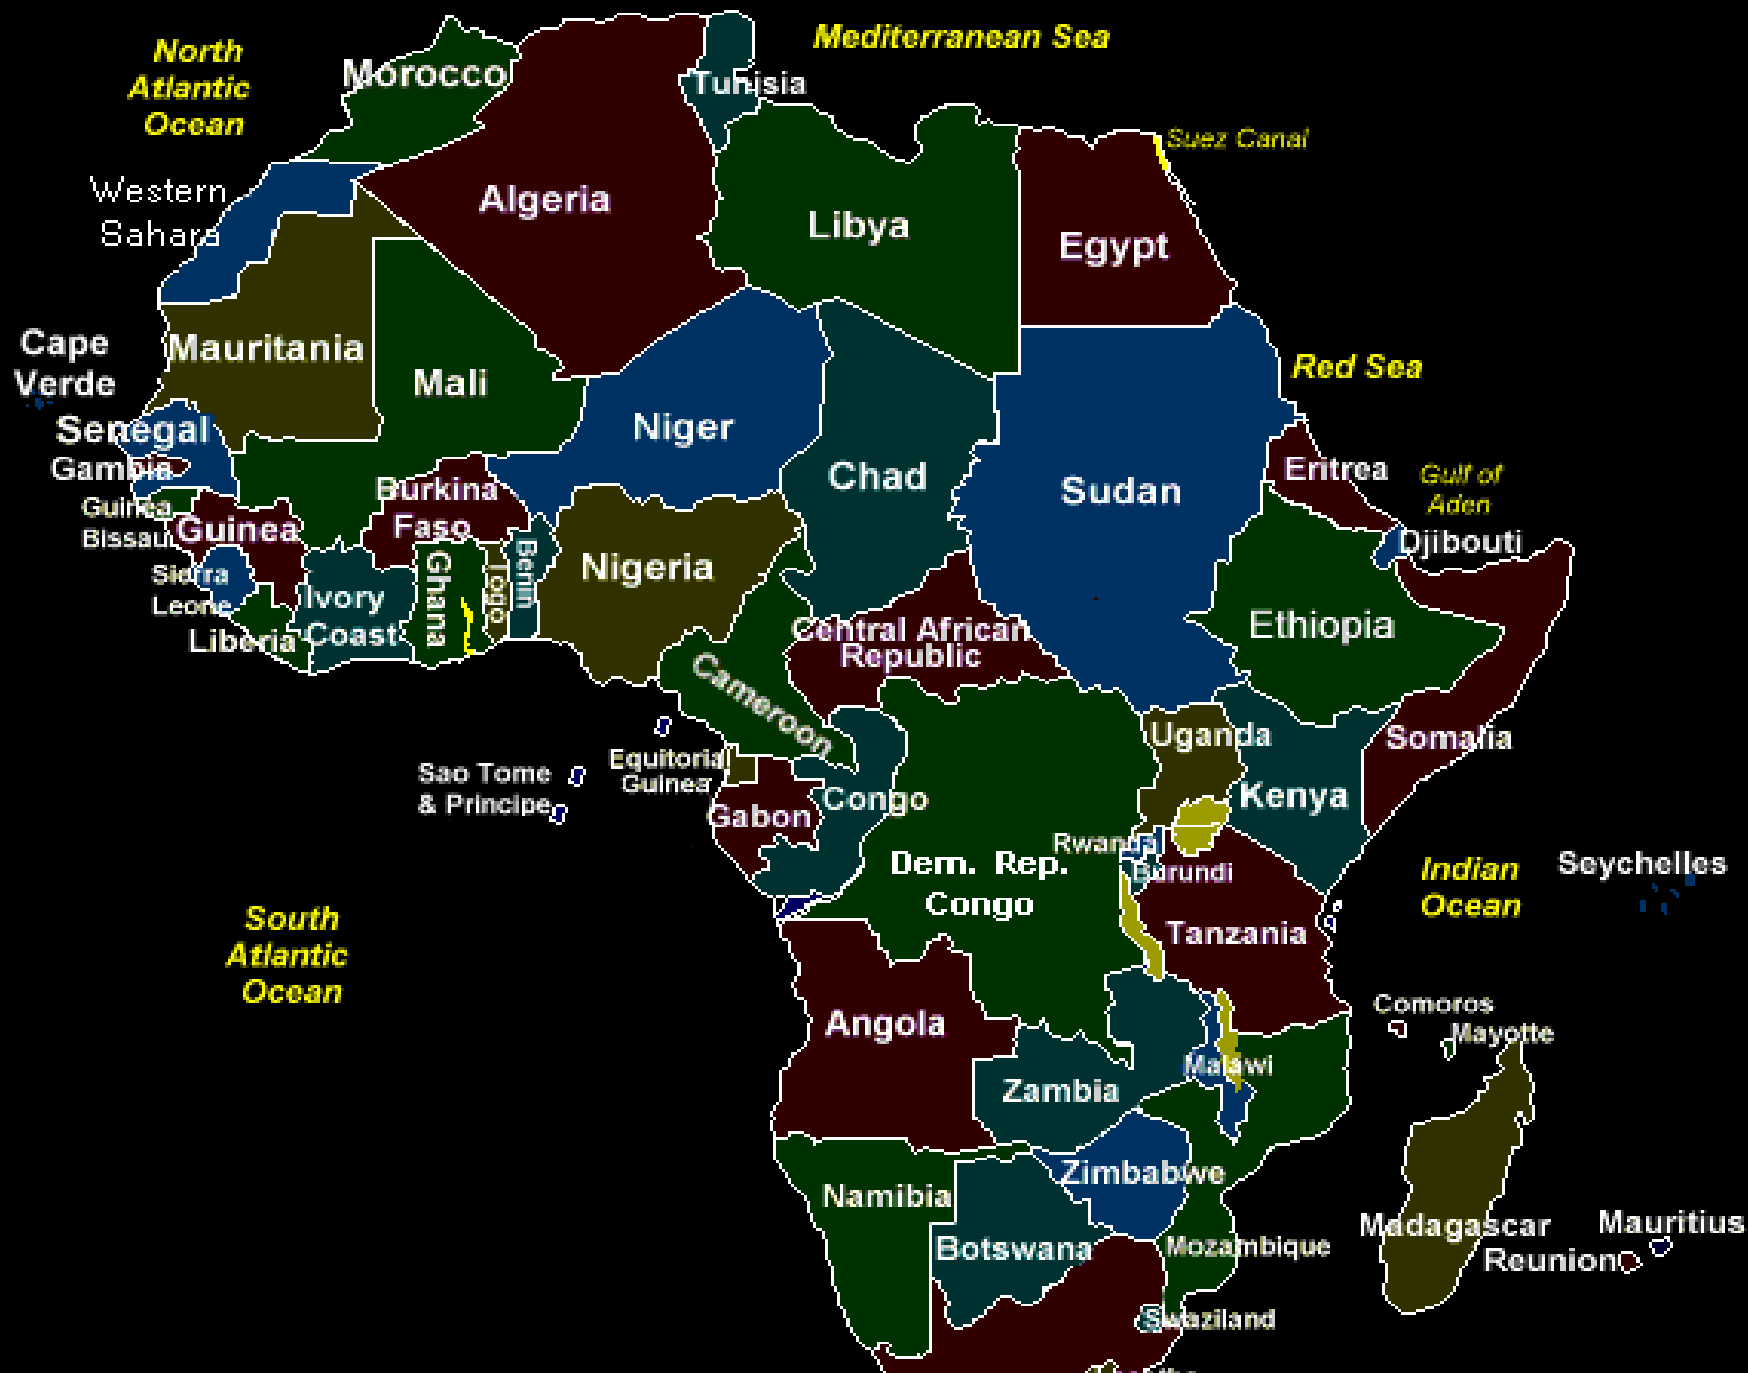 North
Atlantic
Ocean
Mediterranean Sea
Morocco
Tunisia
Suez Canal
Western
Sahara
Algeria
Libya
Egypt
Cape
Verde
Mauritania
Mali
Niger
Chad
Sudan
Red Sea
Senegal
Gambia
Guinea
Bissau
Guinea
Burkina
Faso
Eritrea
Gulf of
Aden
Djibouti
Sierra
Leone
Liberia
Ivory
Coast
Ghana
Togo
Benin
Nigeria
Central African
Republic
Ethiopia
Cameroon
Somalia
Uganda
Kenya
Equitorial
Guinea
Sao Tome
& Principe
Gabon
Congo
Dem. Rep.
Congo
Rwanda
Burundi
Tanzania
Indian
Ocean
Seychelles
South
Atlantic
Ocean
Angola
Zambia
Malawi
Comoros
Mayotte
Namibia
Zimbabwe
Botswana
Mozambique
Madagascar
Mauritius
Reunion
Swaziland